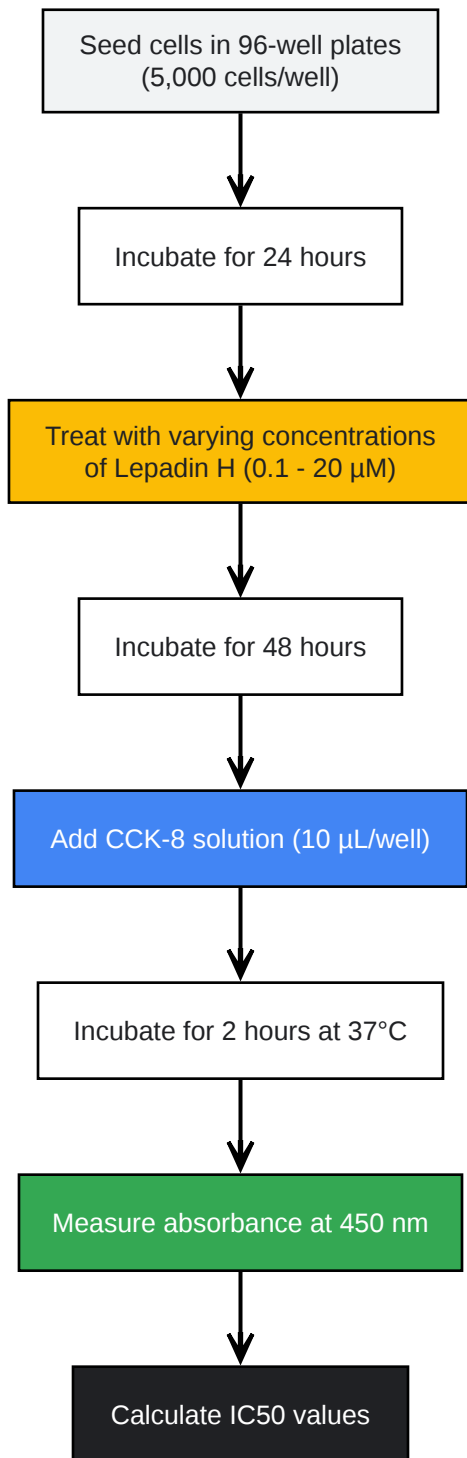 Seed cells in 96-well plates
(5,000 cells/well)
Incubate for 24 hours
Treat with varying concentrations
of Lepadin H (0.1 - 20 µM)
Incubate for 48 hours
Add CCK-8 solution (10 µL/well)
Incubate for 2 hours at 37°C
Measure absorbance at 450 nm
Calculate IC50 values